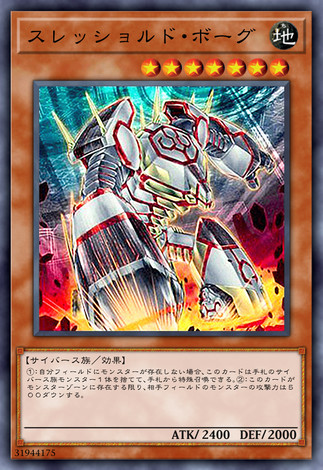 スレッショルド・ボーグ
地
【サイバース族／効果】
①：自分フィールドにモンスターが存在しない場合、このカードは手札のサイバ
ース族モンスター１体を捨てて、手札から特殊召喚できる。②：このカードがモ
ンスターゾーンに存在する限り、相手フィールドのモンスターの攻撃力は５
００ダウンする。
ATK/ 2400 DEF/2000
31944175